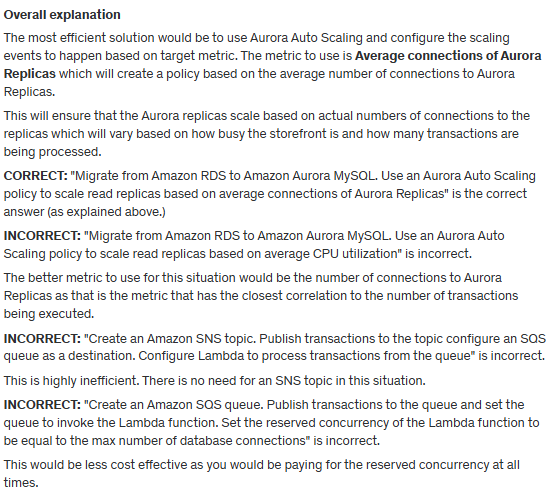 Overall explanation
The most efficient solution would be to use Aurora Auto Scaling and configure the scaling
events to happen based on target metric. The metric to use is Average connections of Aurora
Replicas which will create a policy based on the average number of connections to Aurora
Replicas.
This will ensure that the Aurora replicas scale based on actual numbers of connections to the
replicas which will vary based on how busy the storefront is and how many transactions are
being processed.
CORRECT: "Migrate from Amazon RDS to Amazon Aurora MySQL. Use an Aurora Auto Scaling
policy to scale read replicas based on average connections of Aurora Replicas" is the correct
answer (as explained above.)
INCORRECT: "Migrate from Amazon RDS to Amazon Aurora MySQL. Use an Aurora Auto
Scaling policy to scale read replicas based on average CPU utilization" is incorrect.
The better metric to use for this situation would be the number of connections to Aurora
Replicas as that is the metric that has the closest correlation to the number of transactions
being executed.
INCORRECT: "Create an Amazon SNS topic. Publish transactions to the topic configure an SQS
queue as a destination. Configure Lambda to process transactions from the queue" is incorrect.
This is highly inefficient. There is no need for an SNS topic in this situation.
INCORRECT: "Create an Amazon SQS queue. Publish transactions to the queue and set the
queue to invoke the Lambda function. Set the reserved concurrency of the Lambda function to
be equal to the max number of database connections" is incorrect.
This would be less cost effective as you would be paying for the reserved concurrency at all
times.